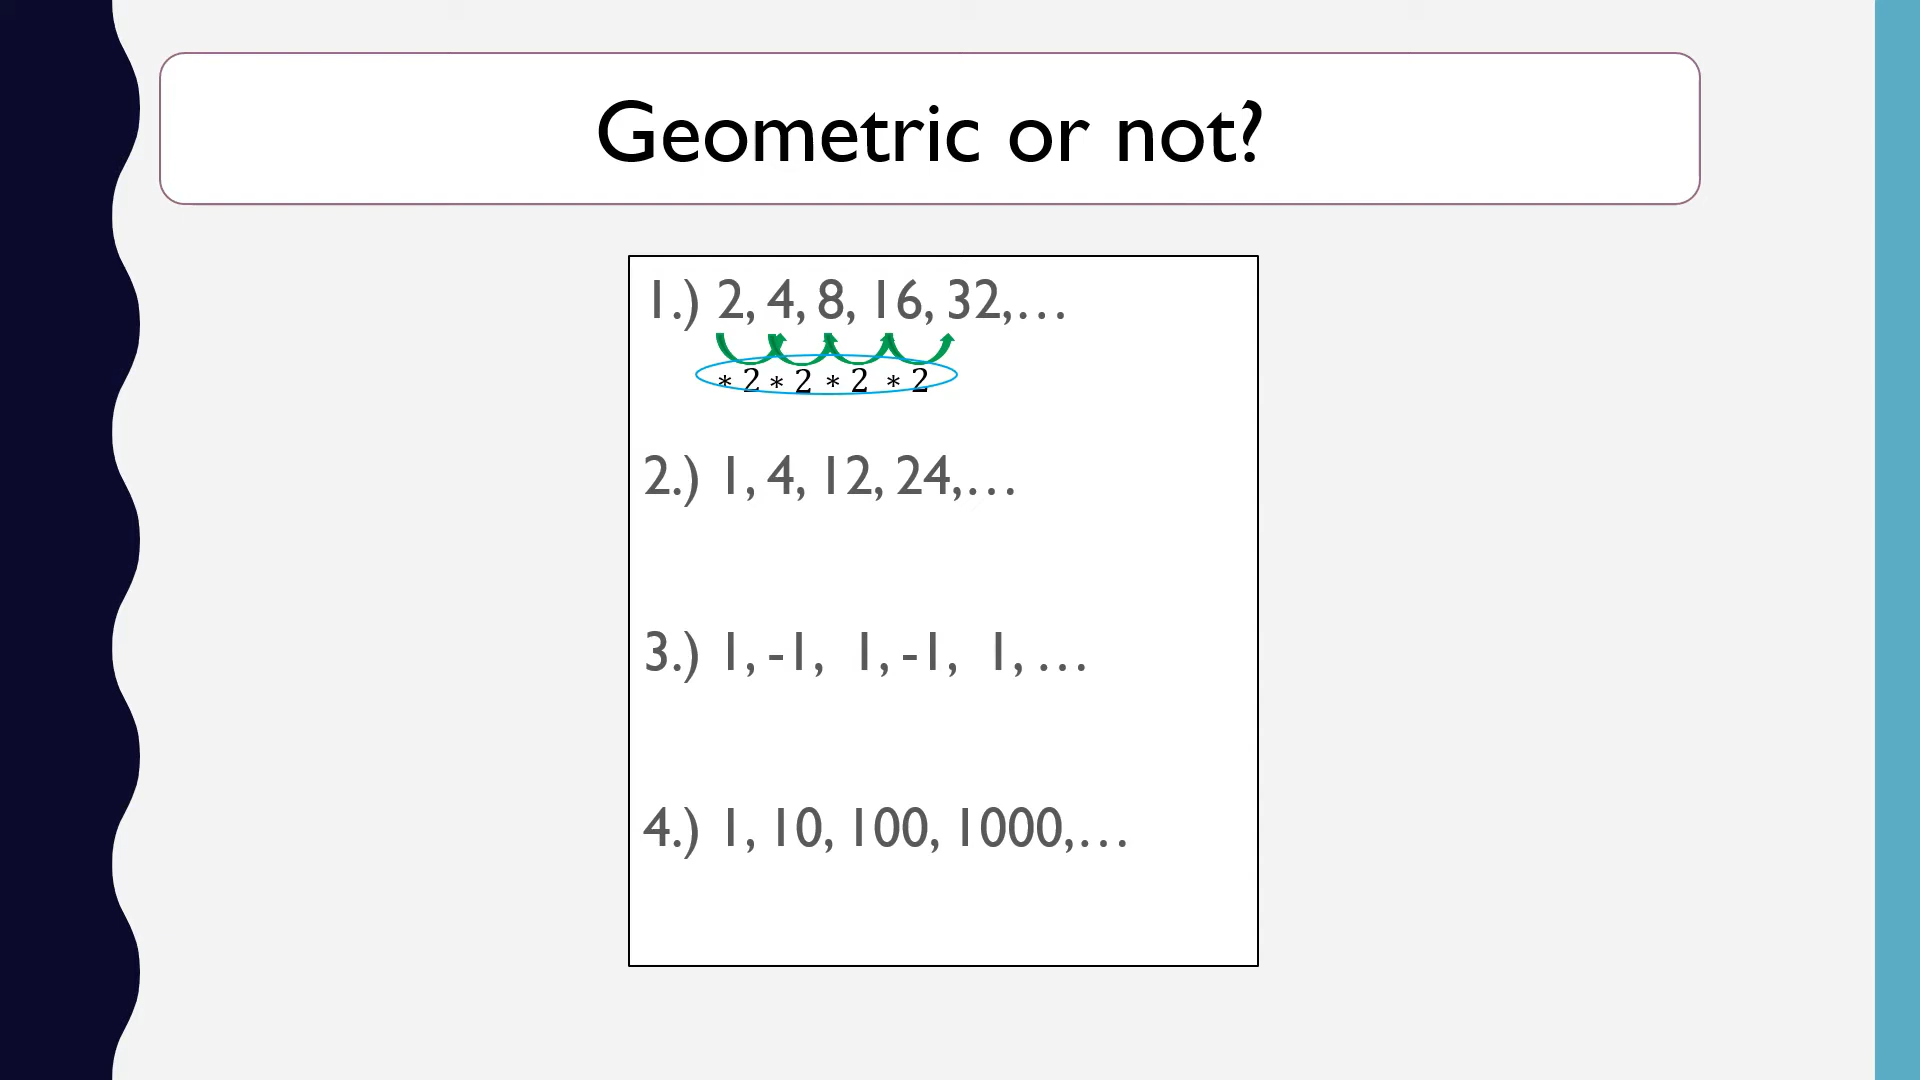 Geometric or not?
1.) 2, 4, 8, 16, 32,…
* 2 * 2 * 2 * 2
2.) 1, 4, 12, 24,…
3.) 1, -1, 1, -1, 1, …
4.) 1, 10, 100, 1000,…